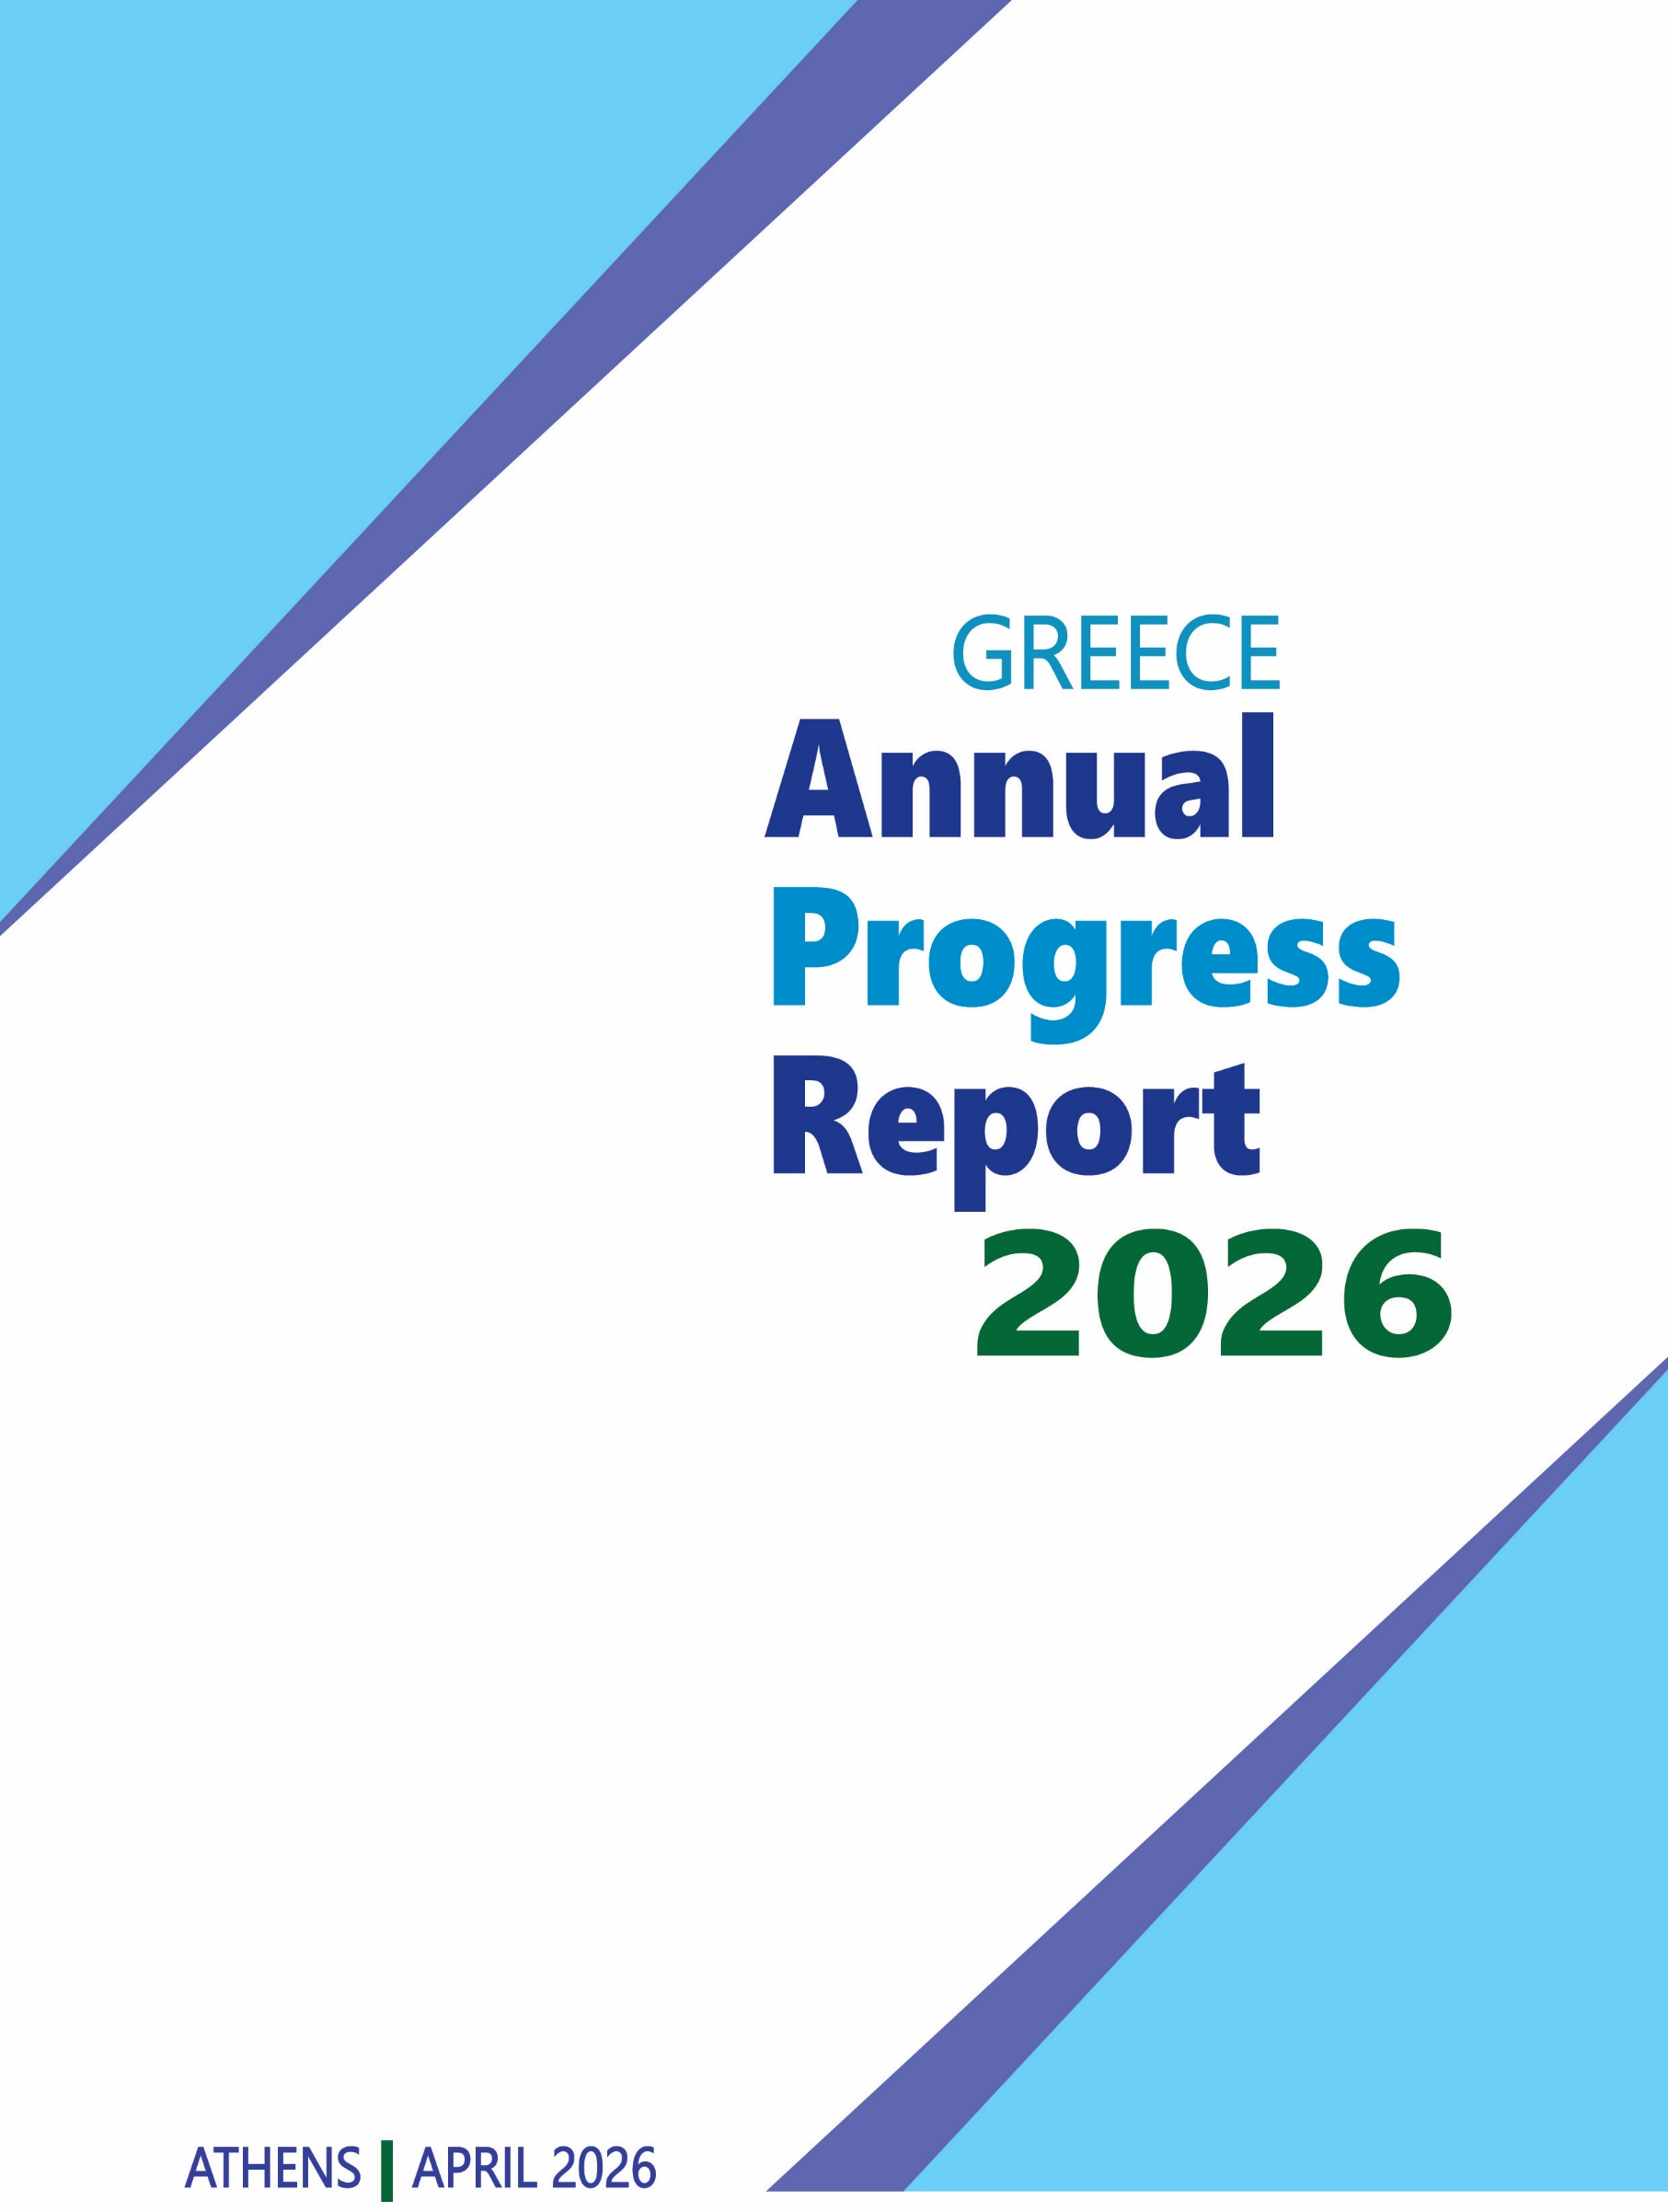 GREECE
Annual
Progress
Report
2026
ATHENS | APRIL 2026